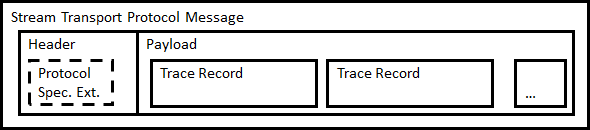 Stream Transport Protocol Message
Header
Payload
Protocol
Spec. Ext.
Trace Record
Trace Record
...